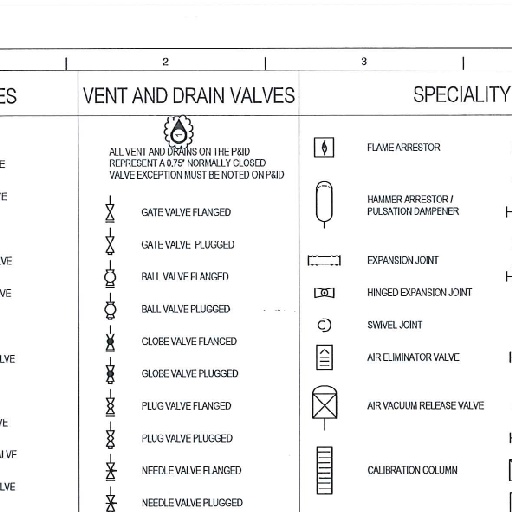 2
3
ES
VENT AND DRAIN VALVES
SPECIALITY
ALL VENT AND DRAINS ON THE P&ID
REPRESENT A 0.75" NORMALLY CLOSED
VALVE EXCEPTION MUST BE NOTED ON P&ID
GATE VALVE FLANGED
GATE VALVE PLUGGED
BALL VALVE FLANGED
BALL VALVE PLUGGED
GLOBE VALVE FLANGED
GLOBE VALVE PLUGGED
PLUG VALVE FLANGED
PLUG VALVE PLUGGED
NEEDLE VALVE FLANGED
NEEDLE VALVE PLUGGED
FLAME ARRESTOR
HAMMER ARRESTOR /
PULSATION DAMPENER
EXPANSION JOINT
HINGED EXPANSION JOINT
SWIVEL JOINT
AIR ELIMINATOR VALVE
AIR VACUUM RELEASE VALVE
CALIBRATION COLUMN
E
VE
VE
VE
LVE
VE
ALVE
LVE